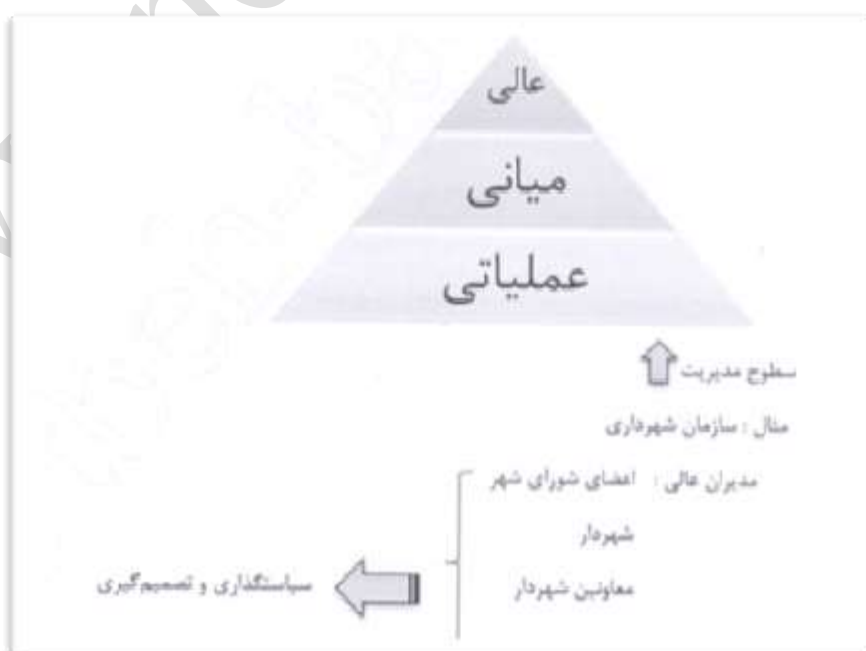 عالی
میانی
عملیاتی
سطوح مدیریت
مثال : سازمان شهرداری
مدیران عالی : اعضای شورای شهر
شهردار
معاونین شهردار
سیاستگذاری و تصمیم‌گیری